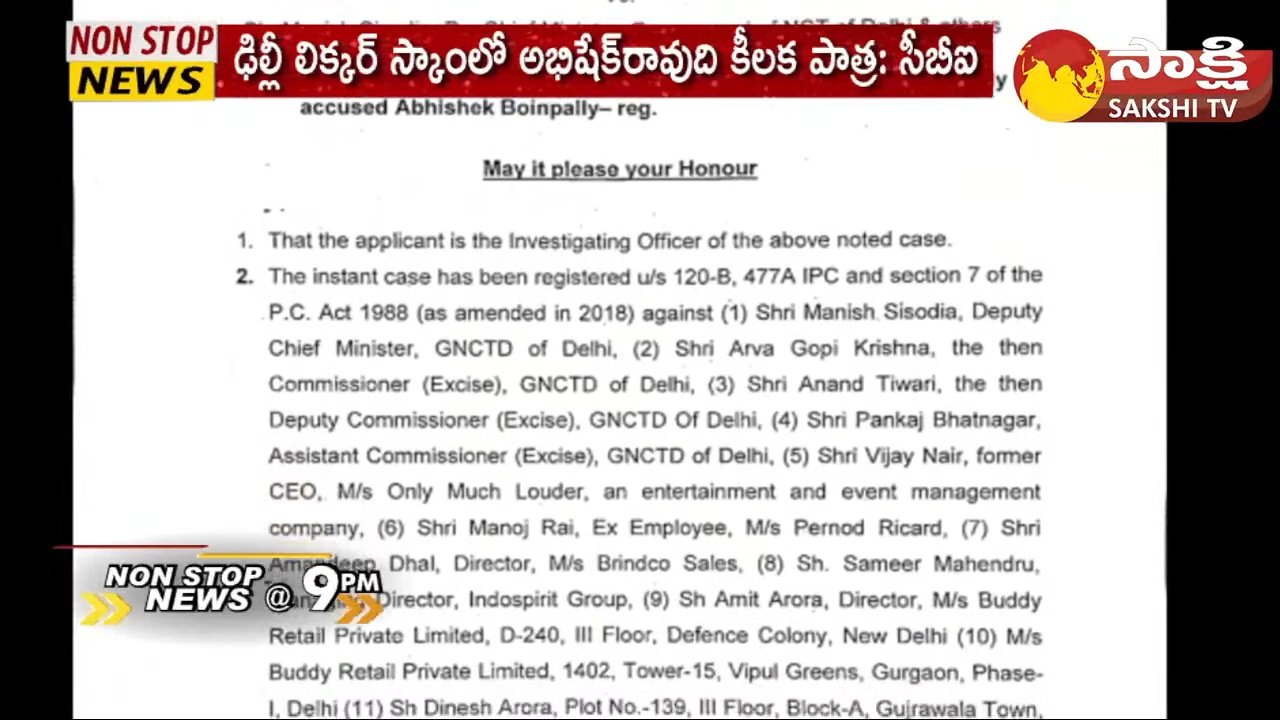 NON STOP
NEWS
ఢిల్లీ లిక్కర్ స్కాంలో అభిషేక్‌రావుది కీలక పాత్ర: సీబీఐ
సాక్షి
SAKSHI TV
accused Abhishek Boinpally– reg.
May it please your Honour
1. That the applicant is the Investigating Officer of the above noted case.
2. The instant case has been registered u/s 120-B, 477A IPC and section 7 of the
P.C. Act 1988 (as amended in 2018) against (1) Shri Manish Sisodia, Deputy
Chief Minister, GNCTD of Delhi, (2) Shri Arva Gopi Krishna, the then
Commissioner (Excise), GNCTD of Delhi, (3) Shri Anand Tiwari, the then
Deputy Commissioner (Excise), GNCTD Of Delhi, (4) Shri Pankaj Bhatnagar,
Assistant Commissioner (Excise), GNCTD of Delhi, (5) Shri Vijay Nair, former
CEO, M/s Only Much Louder, an entertainment and event management
company, (6) Shri Manoj Rai, Ex Employee, M/s Pernod Ricard, (7) Shri
Amandeep Dhal, Director, M/s Brindco Sales, (8) Sh. Sameer Mahendru,
Director, Indospirit Group, (9) Sh Amit Arora, Director, M/s Buddy
Retail Private Limited, D-240, III Floor, Defence Colony, New Delhi (10) M/s
Buddy Retail Private Limited, 1402, Tower-15, Vipul Greens, Gurgaon, Phase-
I, Delhi (11) Sh Dinesh Arora, Plot No.-139, III Floor, Block-A, Gujrawala Town,
NON STOP
NEWS @ 9 PM